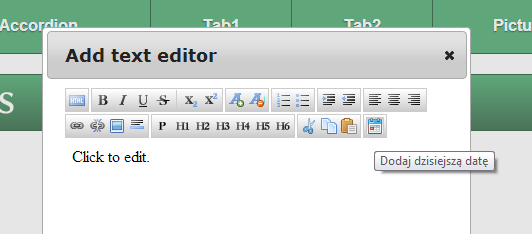 Accordion Tab1 Tab2 Pictu
s
Add text editor
HTML B I U S x₂ x²
P H1 H2 H3 H4 H5 H6
Click to edit.
Dodaj dzisiejszą datę